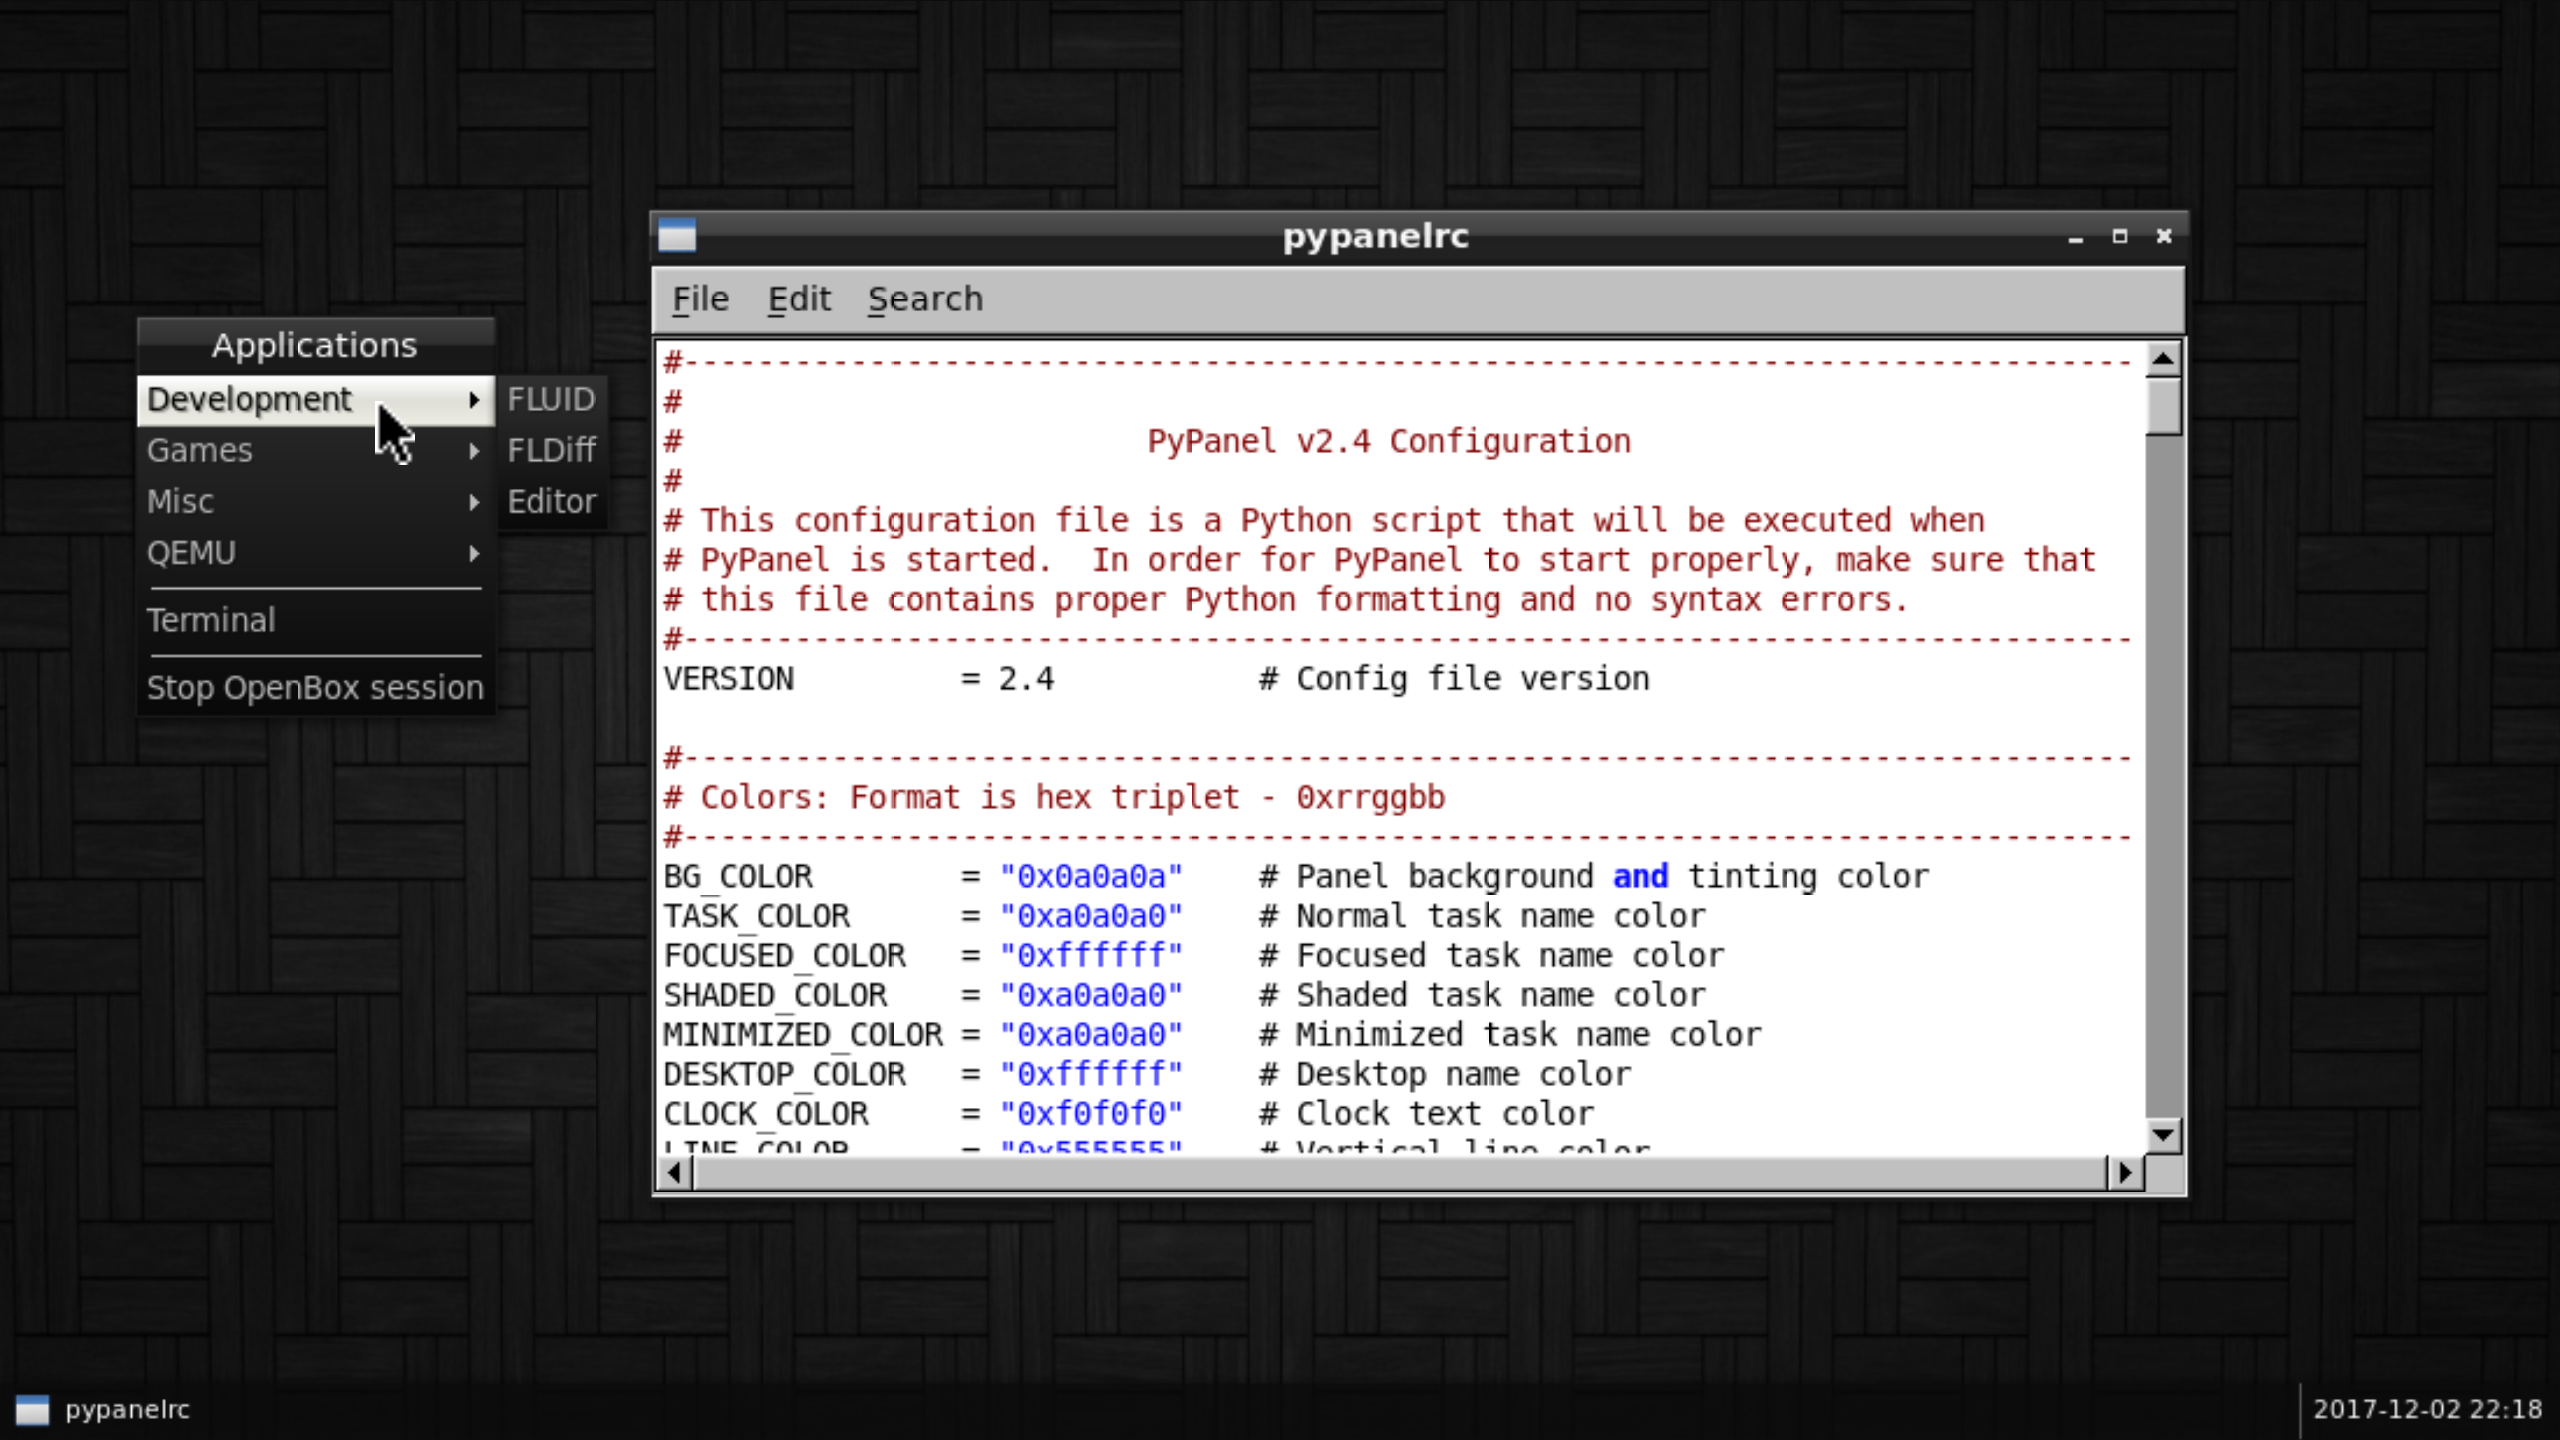 pypanelrc
File Edit Search
Applications
Development
Games
Misc
QEMU
Terminal
Stop OpenBox session
FLUID
FLDiff
Editor
#------------------------------------------------------------------------------
#
#                         PyPanel v2.4 Configuration
#
# This configuration file is a Python script that will be executed when
# PyPanel is started.  In order for PyPanel to start properly, make sure that
# this file contains proper Python formatting and no syntax errors.
#------------------------------------------------------------------------------
VERSION         = 2.4           # Config file version
#------------------------------------------------------------------------------
# Colors: Format is hex triplet - 0xrrggbb
#------------------------------------------------------------------------------
BG_COLOR        = "0x0a0a0a"    # Panel background and tinting color
TASK_COLOR      = "0xa0a0a0"    # Normal task name color
FOCUSED_COLOR   = "0xffffff"    # Focused task name color
SHADED_COLOR    = "0xa0a0a0"    # Shaded task name color
MINIMIZED_COLOR = "0xa0a0a0"    # Minimized task name color
DESKTOP_COLOR   = "0xffffff"    # Desktop name color
CLOCK_COLOR     = "0xf0f0f0"    # Clock text color
LINE_COLOR      = "0x555555"    # Vertical line color
pypanelrc
2017-12-02 22:18